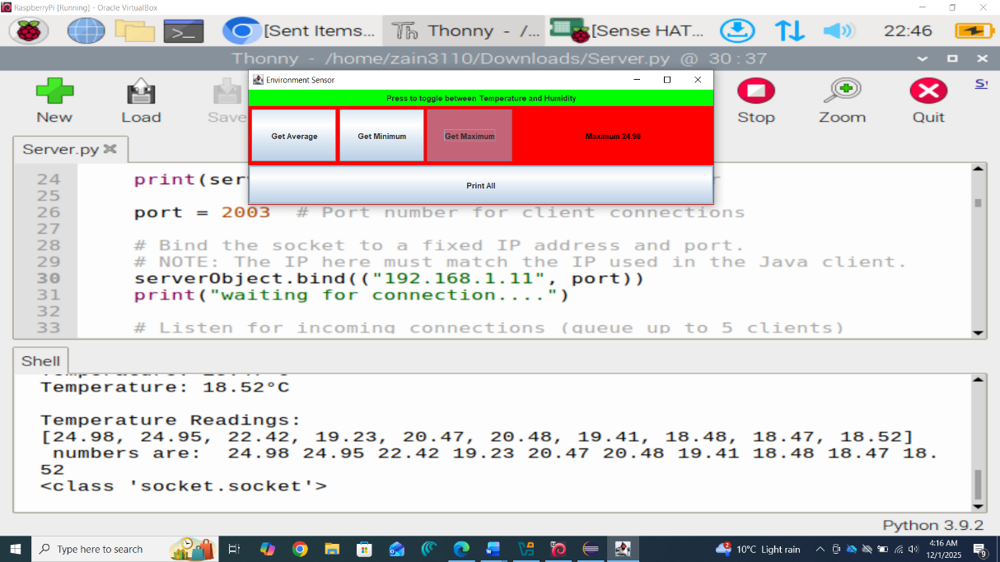 RaspberryPi [Running] - Oracle VirtualBox
[Sent Items... Thonny - /... [Sense HAT... 22:46
Thonny - /home/zain3110/Downloads/Server.py @ 30:37
Environment Sensor
Press to toggle between Temperature and Humidity
New Load Save Stop Zoom Quit
Get Average Get Minimum Get Maximum Maximum 24.98
Print All
Server.py
24 print(ser
25
26 port = 2003 # Port number for client connections
27
28 # Bind the socket to a fixed IP address and port.
29 # NOTE: The IP here must match the IP used in the Java client.
30 serverObject.bind(("192.168.1.11", port))
31 print("waiting for connection....")
32
33 # Listen for incoming connections (queue up to 5 clients)
Shell
Temperature: 18.52°C
Temperature Readings:
[24.98, 24.95, 22.42, 19.23, 20.47, 20.48, 19.41, 18.48, 18.47, 18.52]
numbers are: 24.98 24.95 22.42 19.23 20.47 20.48 19.41 18.48 18.47 18.
52
<class 'socket.socket'>
Python 3.9.2
Type here to search
2
10°C Light rain
4:16 AM
12/1/2025
9